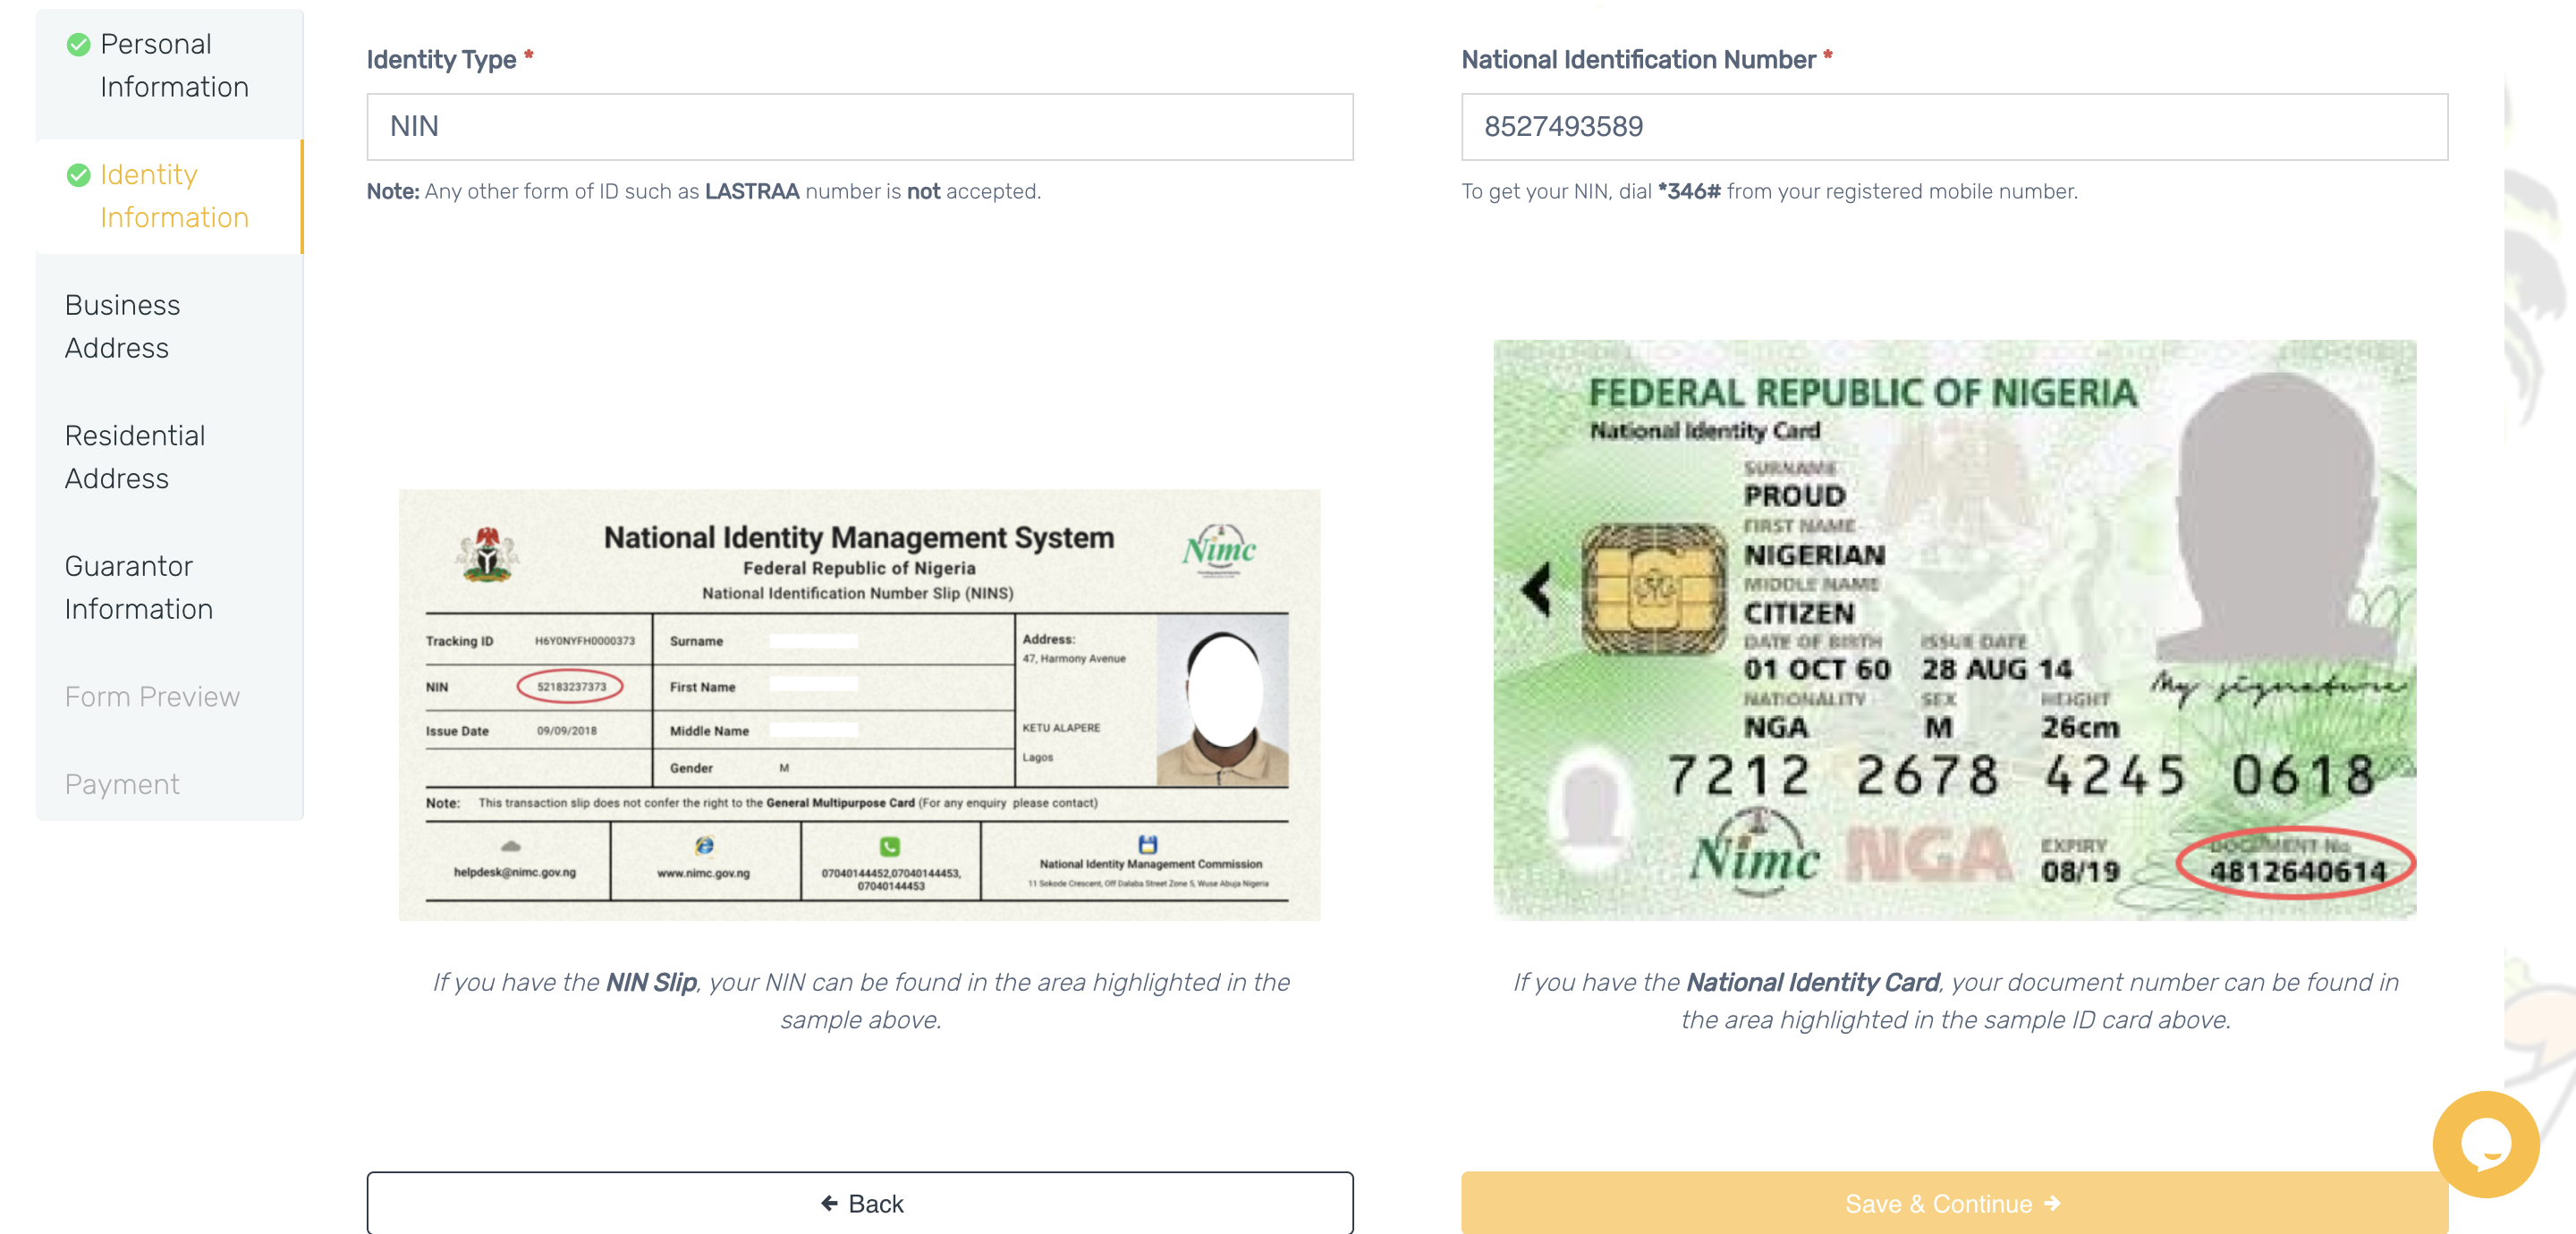 Personal
Information
Identity
Information
Business
Address
Residential
Address
Guarantor
Information
Form Preview
Payment
Identity Type *
NIN
Note: Any other form of ID such as LASTRAA number is not accepted.
National Identification Number *
8527493589
To get your NIN, dial *346# from your registered mobile number.
National Identity Management System
Federal Republic of Nigeria
National Identification Number Slip (NINS)
Nimc
Tracking ID H6Y0NYFH0000373
Surname
Address:
47, Harmony Avenue
NIN 52183237373
First Name
Issue Date 09/09/2018
Middle Name
KETU ALAPERE
Lagos
Gender M
Note: This transaction slip does not confer the right to the General Multipurpose Card (For any enquiry please contact)
helpdesk@nimc.gov.ng
www.nimc.gov.ng
07040144452,07040144453,
07040144453
National Identity Management Commission
11 Sokode Crescent, Off Dalaba Street Zone 5, Wuse Abuja Nigeria
If you have the NIN Slip, your NIN can be found in the area highlighted in the
sample above.
FEDERAL REPUBLIC OF NIGERIA
National Identity Card
SURNAME
PROUD
FIRST NAME
NIGERIAN
MIDDLE NAME
CITIZEN
DATE OF BIRTH ISSUE DATE
01 OCT 60 28 AUG 14
My signature
NATIONALITY SEX HEIGHT
NGA M 26cm
7212 2678 4245 0618
Nimc NGA
EXPIRY DOCUMENT No
08/19 4812640614
If you have the National Identity Card, your document number can be found in
the area highlighted in the sample ID card above.
Back
Save & Continue